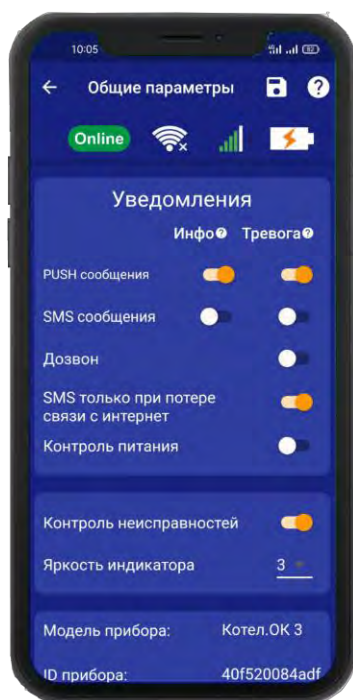 10:05
82
Общие параметры
Online
Уведомления
Инфо Тревога
PUSH сообщения
SMS сообщения
Дозвон
SMS только при потере
связи с интернет
Контроль питания
Контроль неисправностей
Яркость индикатора 3
Модель прибора: Котел.ОК 3
ID прибора: 40f520084adf